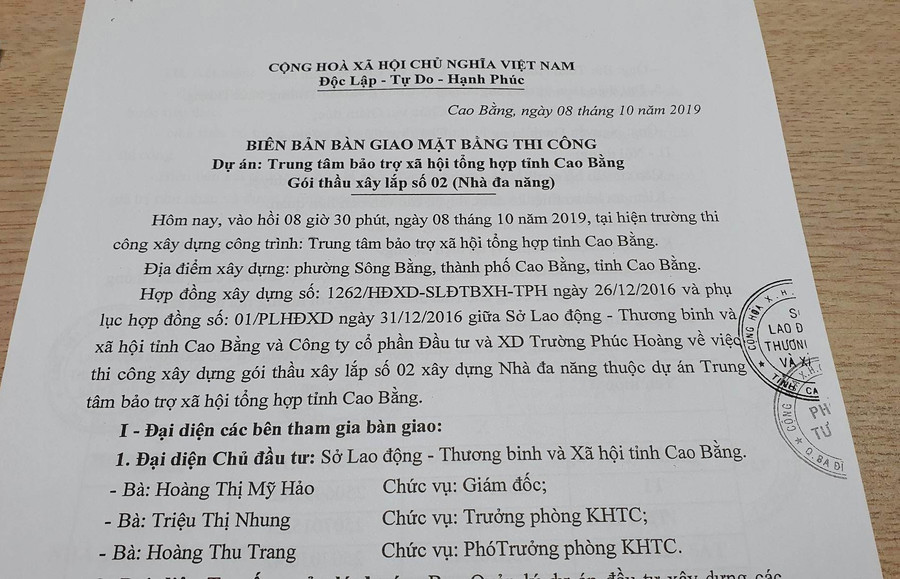 CỘNG HOÀ XÃ HỘI CHỦ NGHĨA VIỆT NAM
Độc Lập - Tự Do - Hạnh Phúc
Cao Bằng, ngày 08 tháng 10 năm 2019
BIÊN BẢN BÀN GIAO MẶT BẰNG THI CÔNG
Dự án: Trung tâm bảo trợ xã hội tổng hợp tỉnh Cao Bằng
Gói thầu xây lắp số 02 (Nhà đa năng)
Hôm nay, vào hồi 08 giờ 30 phút, ngày 08 tháng 10 năm 2019, tại hiện trường thi
công xây dựng công trình: Trung tâm bảo trợ xã hội tổng hợp tỉnh Cao Bằng.
Địa điểm xây dựng: phường Sông Bằng, thành phố Cao Bằng, tỉnh Cao Bằng.
Hợp đồng xây dựng số: 1262/HĐXD-SLĐTBXH-TPH ngày 26/12/2016 và phụ
lục hợp đồng số: 01/PLHĐXD ngày 31/12/2016 giữa Sở Lao động - Thương binh và
xã hội tỉnh Cao Bằng và Công ty cổ phần Đầu tư và XD Trường Phúc Hoàng về việc
thi công xây dựng gói thầu xây lắp số 02 xây dựng Nhà đa năng thuộc dự án Trung
tâm bảo trợ xã hội tổng hợp tỉnh Cao Bằng.
CỘNG HOÀ X.H.
S
LAO Đ
THƯƠN
VÀ X
TỈNH CA
X.H.
CÔNG
PH
TƯ
Q.BA ĐÌ
I - Đại diện các bên tham gia bàn giao:
1. Đại diện Chủ đầu tư: Sở Lao động - Thương binh và Xã hội tỉnh Cao Bằng.
- Bà: Hoàng Thị Mỹ Hảo Chức vụ: Giám đốc;
- Bà: Triệu Thị Nhung Chức vụ: Trưởng phòng KHTC;
- Bà: Hoàng Thu Trang Chức vụ: PhóTrưởng phòng KHTC.